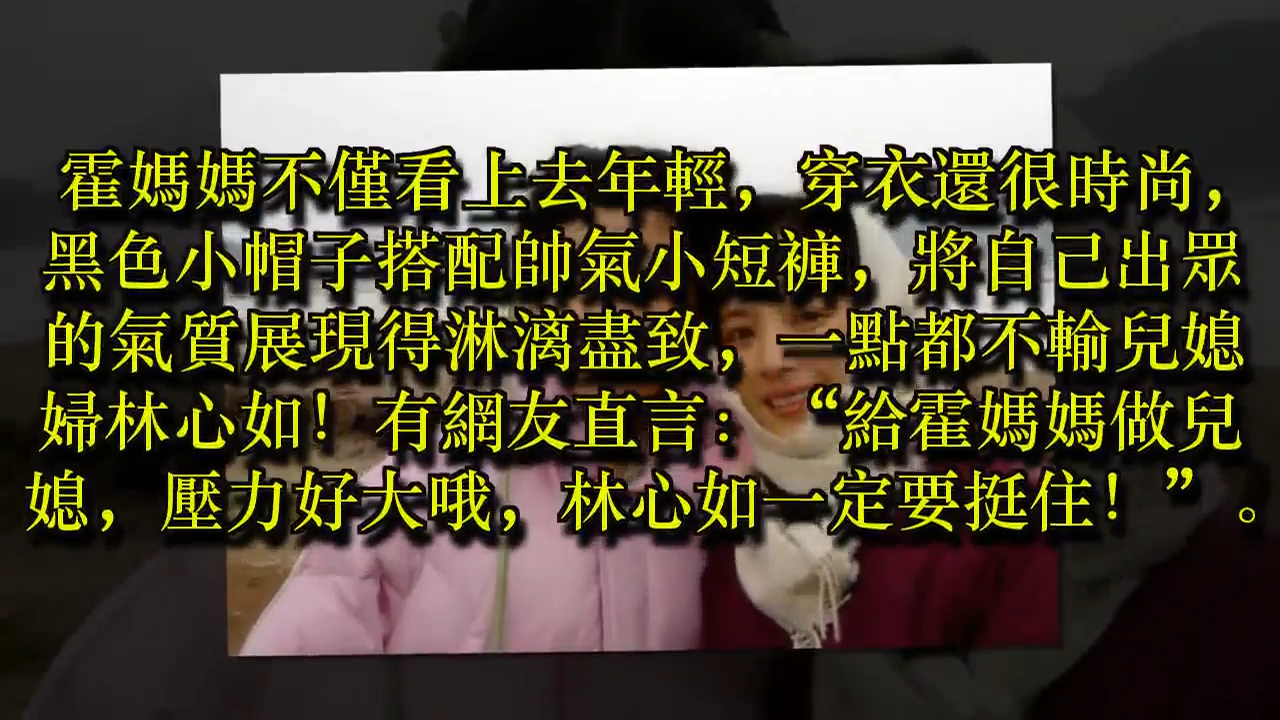 霍媽媽不僅看上去年輕，穿衣還很時尚，
黑色小帽子搭配帥氣小短褲，將自己出眾
的氣質展現得淋漓盡致，一點都不輸兒媳
婦林心如！有網友直言：“給霍媽媽做兒
媳，壓力好大哦，林心如一定要挺住！”。